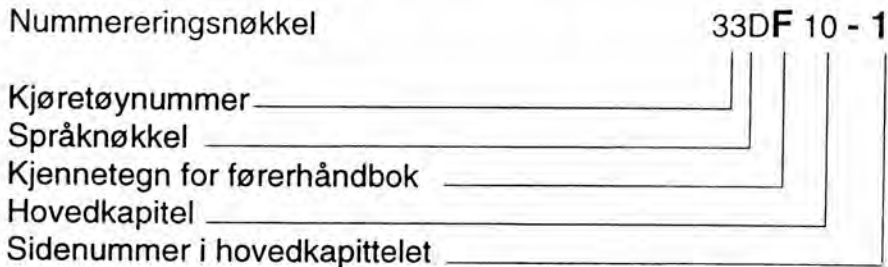 Nummereringsnøkkel 33DF 10 - 1
Kjøretøynummer
Språknøkkel
Kjennetegn for førerhåndbok
Hovedkapitel
Sidenummer i hovedkapittelet